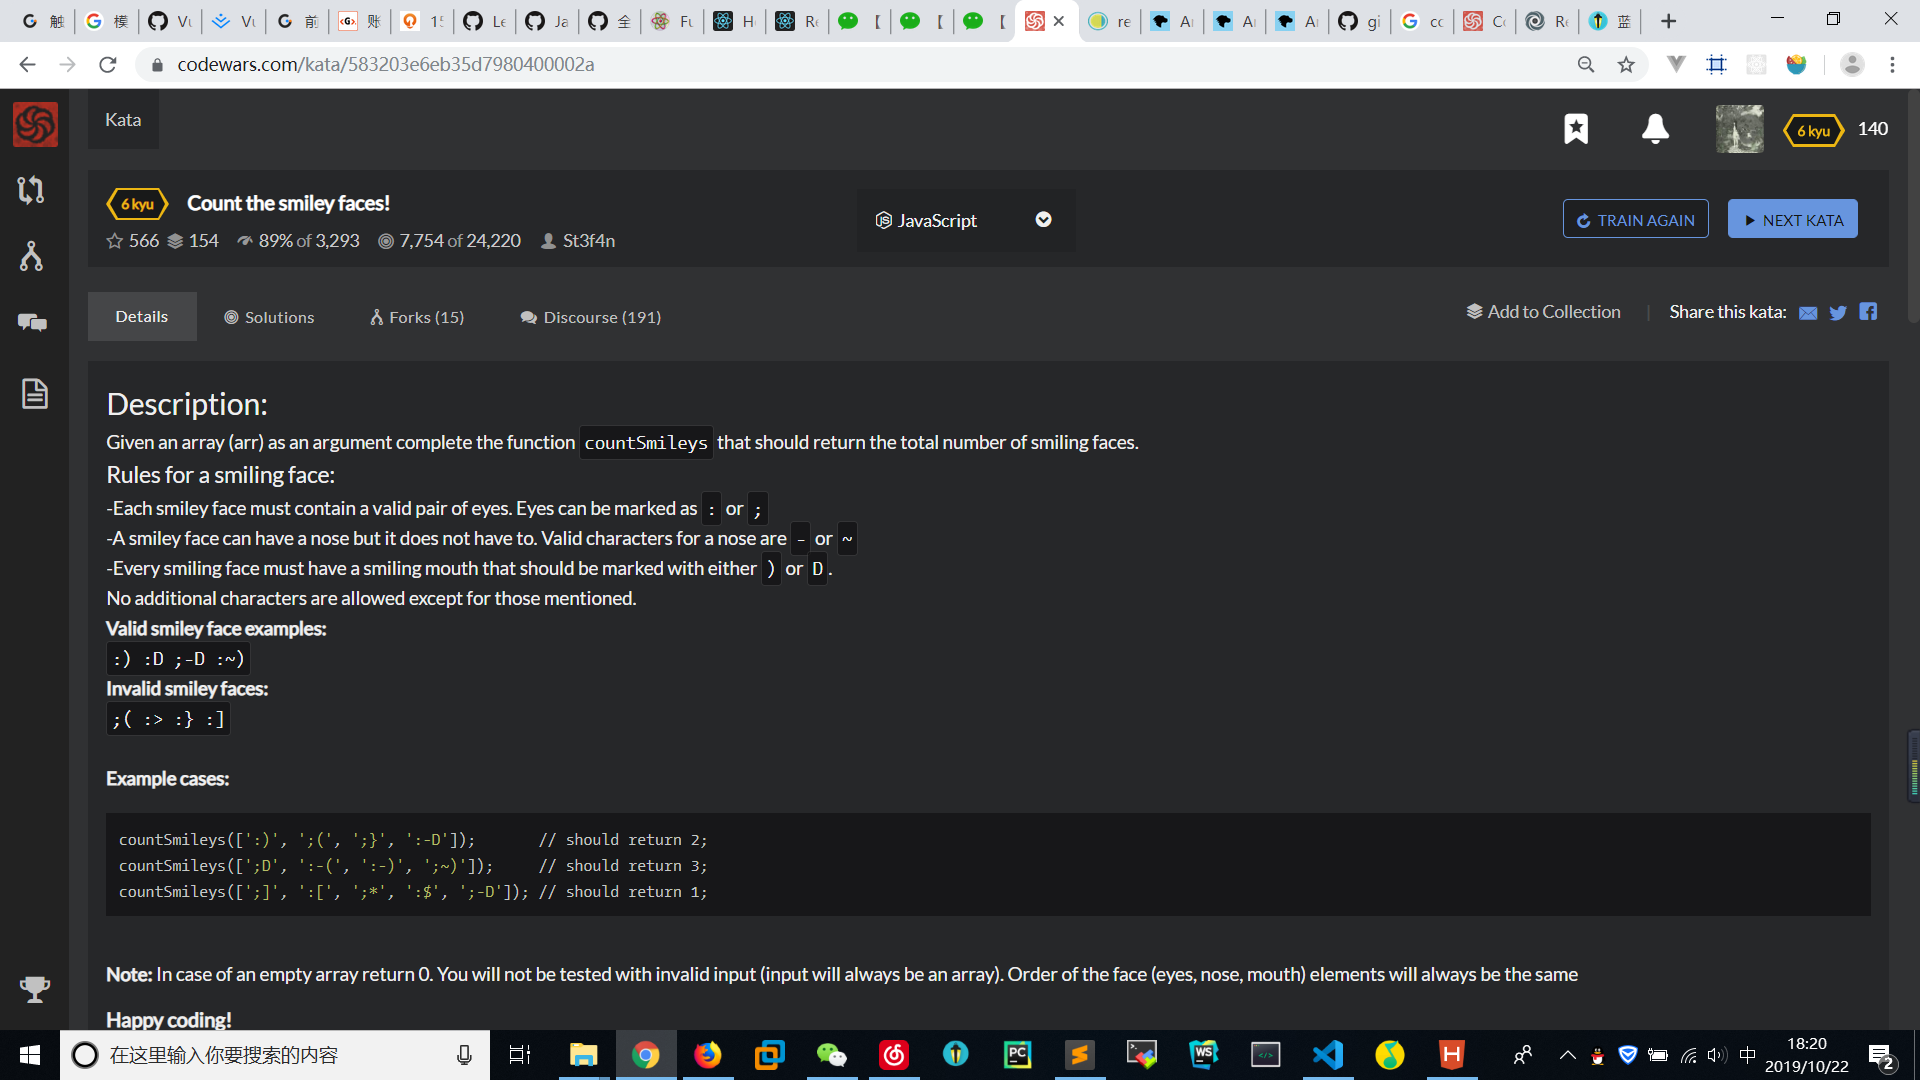 触
模
Vu
Vu
前
账
15
Le
Ja
全
Fu
He
Re
【
【
【
re
Ar
Ar
Ar
gi
cc
Cc
Re
蓝
codewars.com/kata/583203e6eb35d7980400002a
Kata
6 kyu
140
6 kyu
Count the smiley faces!
JavaScript
TRAIN AGAIN
NEXT KATA
566 154 89% of 3,293 7,754 of 24,220 St3f4n
Details
Solutions
Forks (15)
Discourse (191)
Add to Collection
Share this kata:
Description:
Given an array (arr) as an argument complete the function countSmileys that should return the total number of smiling faces.
Rules for a smiling face:
-Each smiley face must contain a valid pair of eyes. Eyes can be marked as : or ;
-A smiley face can have a nose but it does not have to. Valid characters for a nose are - or ~
-Every smiling face must have a smiling mouth that should be marked with either ) or D.
No additional characters are allowed except for those mentioned.
Valid smiley face examples:
:) :D ;-D :~)
Invalid smiley faces:
;( :> :} :]
Example cases:
countSmileys([':)', ';(', ';}', ':-D']);       // should return 2;
countSmileys([';D', ':-(', ':-)', ';~)']);     // should return 3;
countSmileys([';]', ':[', ';*', ':$', ';-D']); // should return 1;
Note: In case of an empty array return 0. You will not be tested with invalid input (input will always be an array). Order of the face (eyes, nose, mouth) elements will always be the same
Happy coding!
在这里输入你要搜索的内容
中
18:20
2019/10/22
2